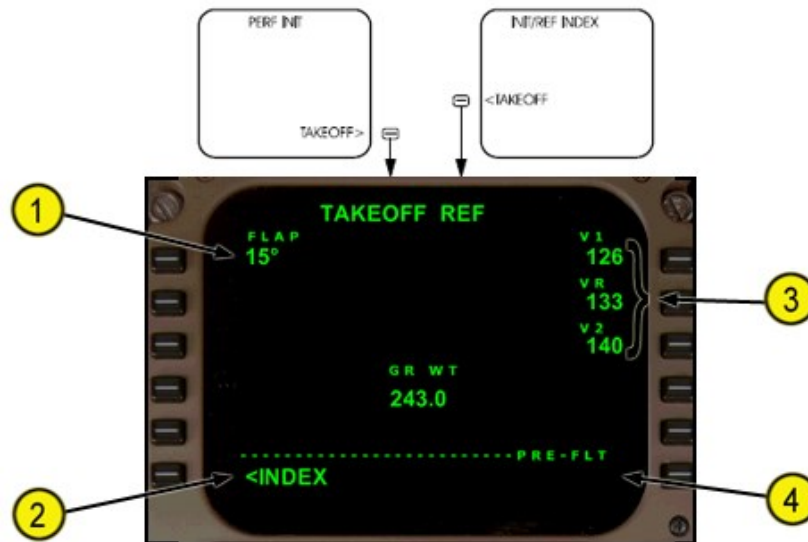 PERF INIT
TAKEOFF>
INIT/REF INDEX
<TAKEOFF
TAKEOFF REF
FLAP
15°
V1
126
VR
133
V2
140
GR WT
243.0
------------------------PRE-FLT
<INDEX
1
2
3
4